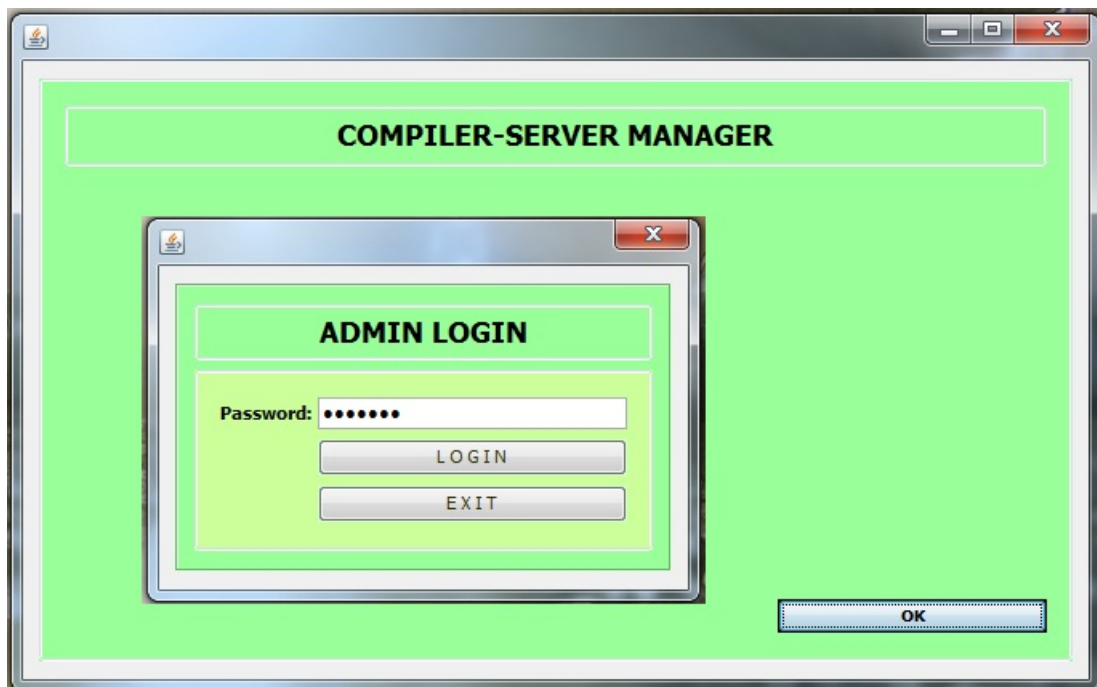 COMPILER-SERVER MANAGER
ADMIN LOGIN
Password: •••••••
LOGIN
EXIT
OK